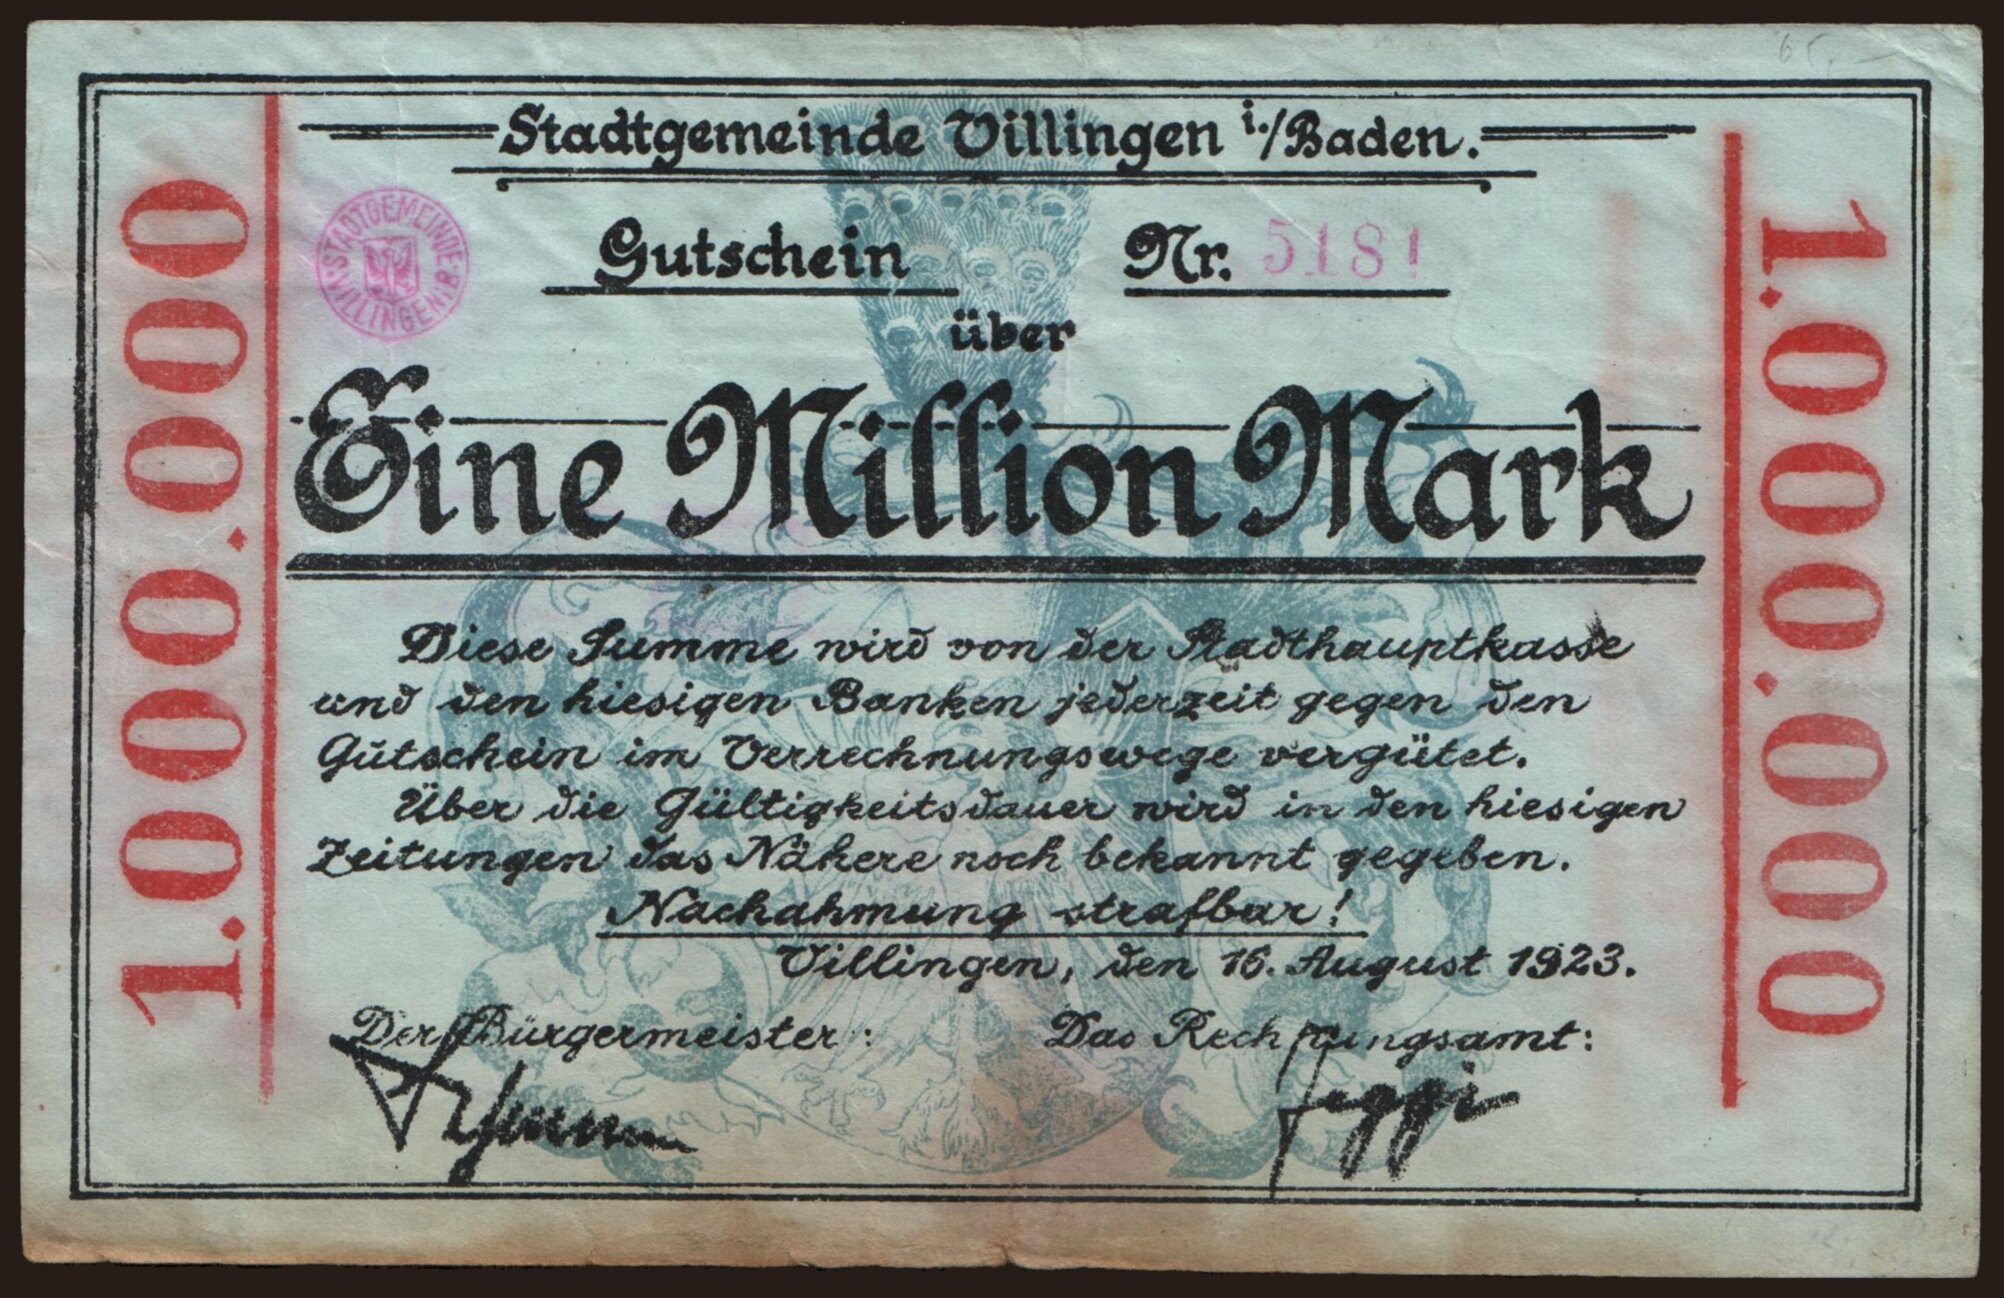 Stadtgemeinde Villingen i./Baden.
STADTGEMEINDE VILLINGEN i.B.
Gutschein Nr. 5181
über
Eine Million Mark
1.000.000
1.000.000
Diese Summe wird von der Stadthauptkasse
und den hiesigen Banken jederzeit gegen den
Gutschein im Verrechnungswege vergütet.
Über die Gültigkeitsdauer wird in den hiesigen
Zeitungen das Nähere noch bekannt gegeben.
Nachahmung strafbar!
Villingen, den 16. August 1923.
Der Bürgermeister: Das Rechnungsamt: